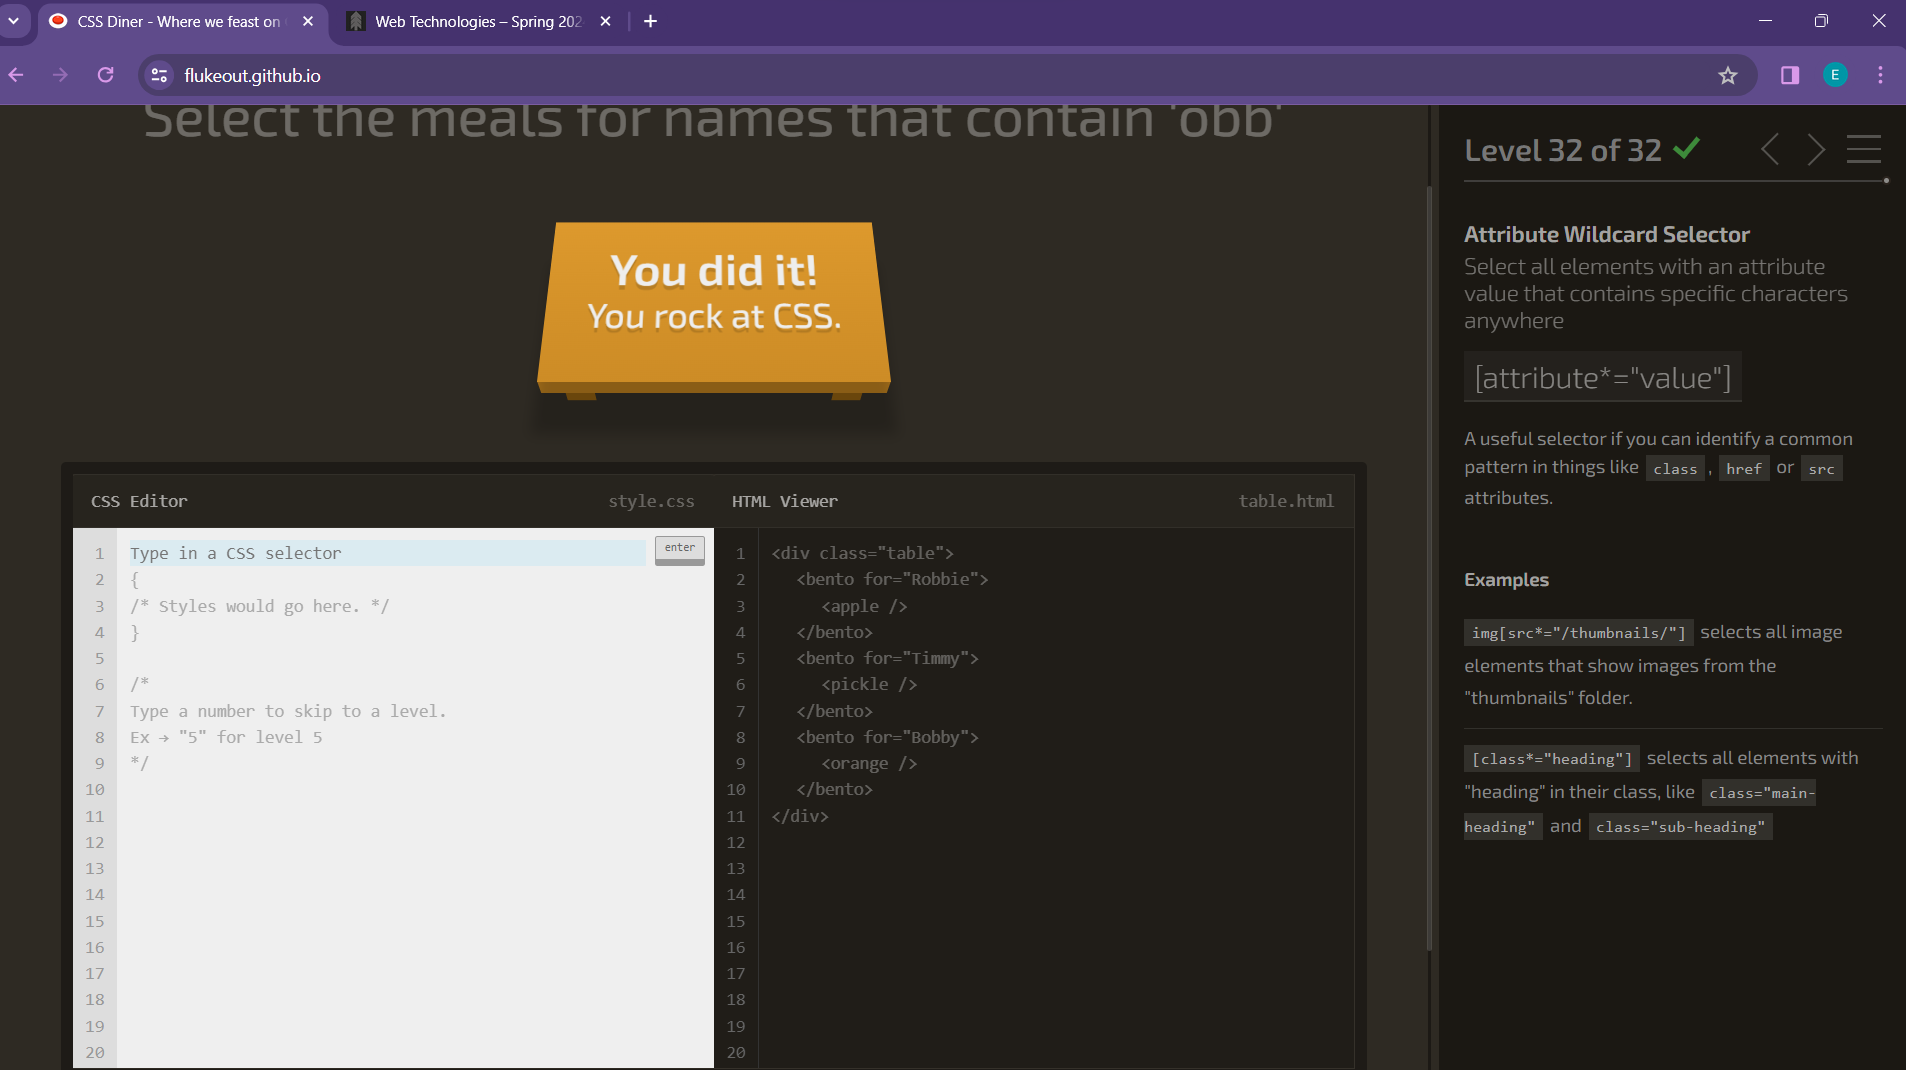 CSS Diner - Where we feast on
Web Technologies – Spring 202
flukeout.github.io
E
Select the meals for names that contain 'obb'
You did it!
You rock at CSS.
CSS Editor
style.css
HTML Viewer
table.html
1 Type in a CSS selector
enter
2 {
3 /* Styles would go here. */
4 }
5
6 /*
7 Type a number to skip to a level.
8 Ex → "5" for level 5
9 */
10
11
12
13
14
15
16
17
18
19
20
1 <div class="table">
2 <bento for="Robbie">
3 <apple />
4 </bento>
5 <bento for="Timmy">
6 <pickle />
7 </bento>
8 <bento for="Bobby">
9 <orange />
10 </bento>
11 </div>
12
13
14
15
16
17
18
19
20
Level 32 of 32
Attribute Wildcard Selector
Select all elements with an attribute
value that contains specific characters
anywhere
[attribute*="value"]
A useful selector if you can identify a common
pattern in things like class , href or src
attributes.
Examples
img[src*="/thumbnails/"] selects all image
elements that show images from the
"thumbnails" folder.
[class*="heading"] selects all elements with
"heading" in their class, like class="main-
heading" and class="sub-heading"